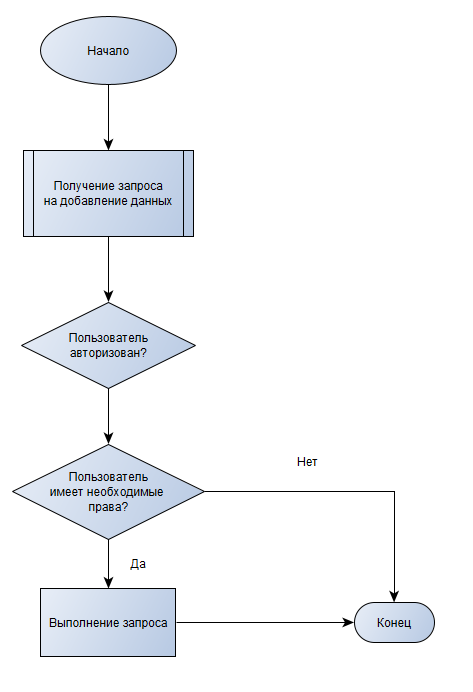 Начало
Получение запроса
на добавление данных
Пользователь
авторизован?
Пользователь
имеет необходимые
права?
Нет
Да
Выполнение запроса
Конец